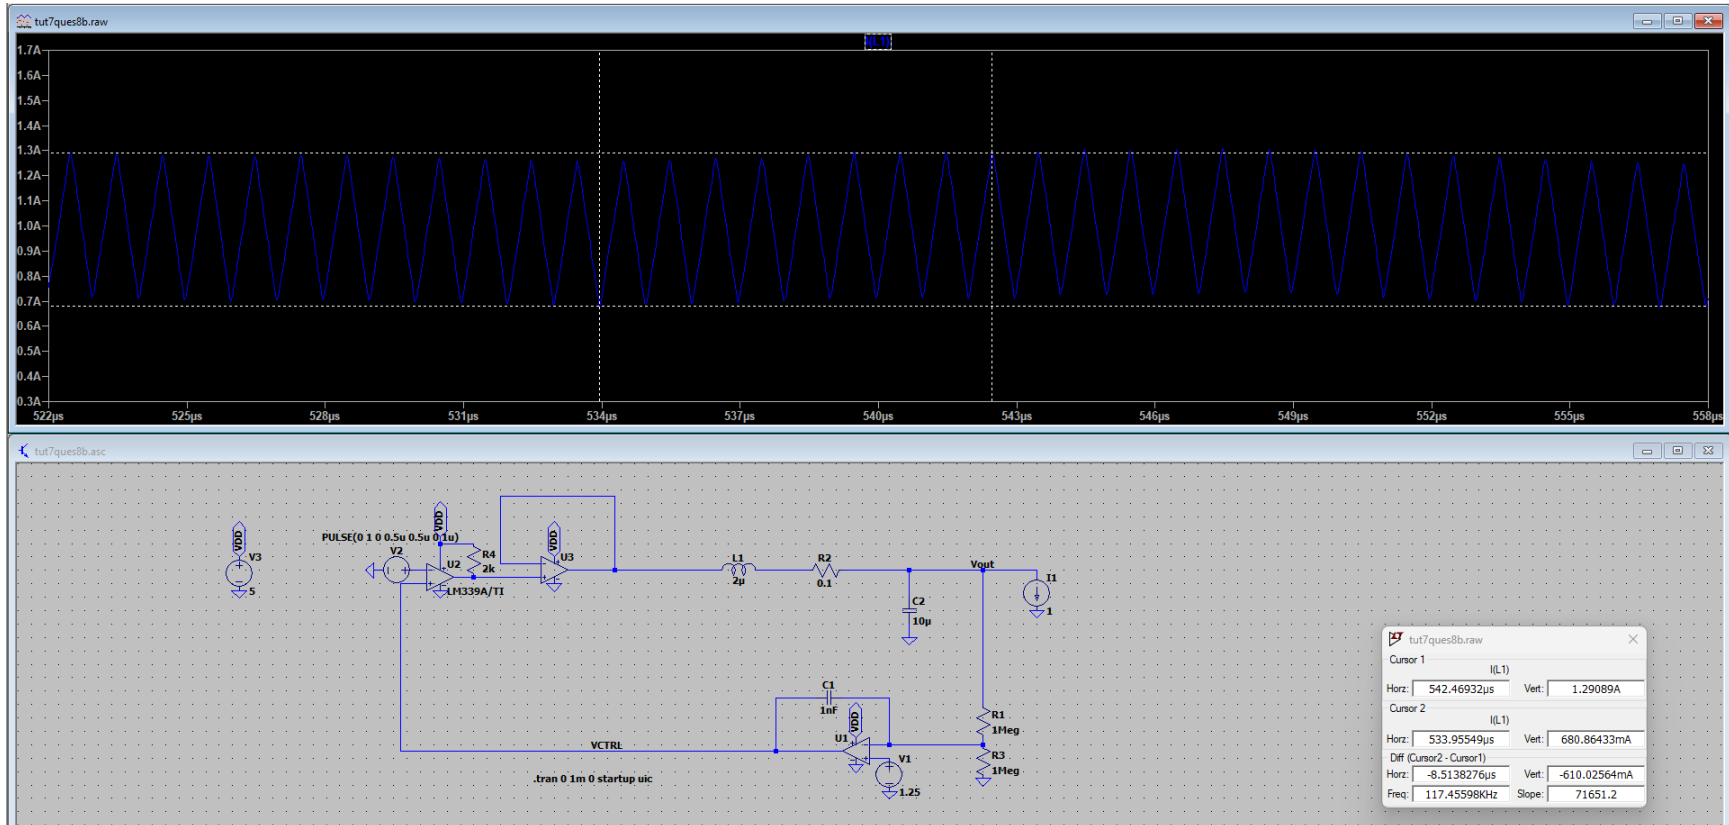 tut7ques8b.raw
I(L1)
1.7A
1.6A
1.5A
1.4A
1.3A
1.2A
1.1A
1.0A
0.9A
0.8A
0.7A
0.6A
0.5A
0.4A
0.3A
522µs 525µs 528µs 531µs 534µs 537µs 540µs 543µs 546µs 549µs 552µs 555µs 558µs
tut7ques8b.asc
VDD
V3
5
PULSE(0 1 0 0.5u 0.5u 0 1u)
V2
VDD
U2
LM339A/TI
R4
2k
VDD
U3
L1
2µ
R2
0.1
Vout
C2
10µ
I1
1
C1
1nF
VDD
U1
VCTRL
V1
1.25
R1
1Meg
R3
1Meg
.tran 0 1m 0 startup uic
tut7ques8b.raw
Cursor 1
I(L1)
Horz: 542.46932µs Vert: 1.29089A
Cursor 2
I(L1)
Horz: 533.95549µs Vert: 680.86433mA
Diff (Cursor2 - Cursor1)
Horz: -8.5138276µs Vert: -610.02564mA
Freq: 117.45598KHz Slope: 71651.2